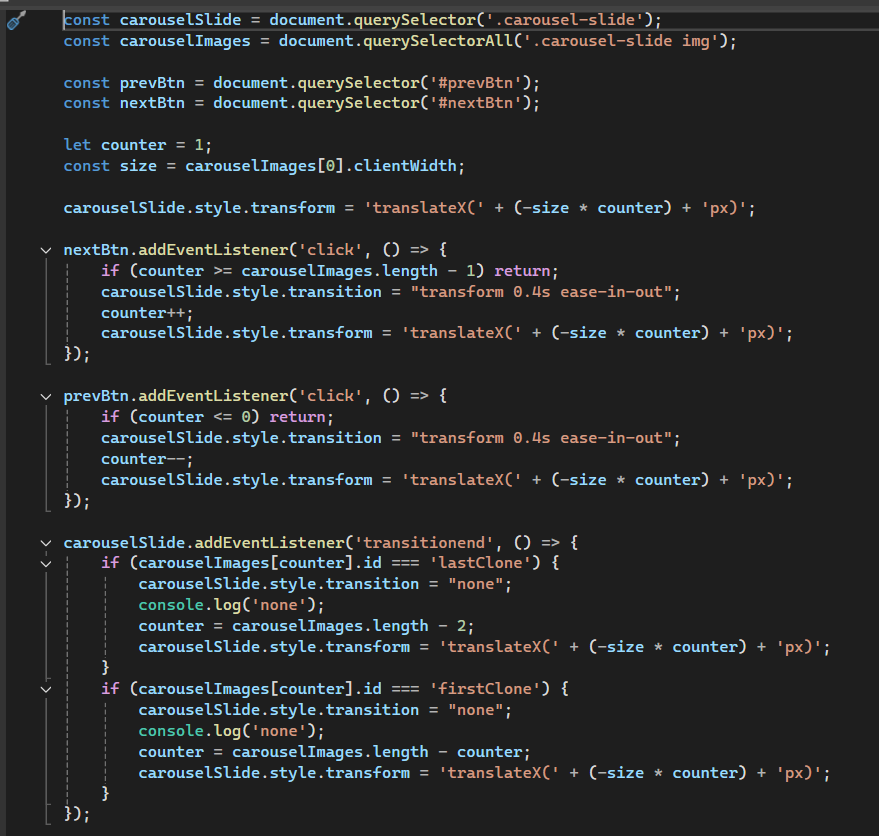 const carouselSlide = document.querySelector('.carousel-slide');
const carouselImages = document.querySelectorAll('.carousel-slide img');

const prevBtn = document.querySelector('#prevBtn');
const nextBtn = document.querySelector('#nextBtn');

let counter = 1;
const size = carouselImages[0].clientWidth;

carouselSlide.style.transform = 'translateX(' + (-size * counter) + 'px)';

nextBtn.addEventListener('click', () => {
    if (counter >= carouselImages.length - 1) return;
    carouselSlide.style.transition = "transform 0.4s ease-in-out";
    counter++;
    carouselSlide.style.transform = 'translateX(' + (-size * counter) + 'px)';
});

prevBtn.addEventListener('click', () => {
    if (counter <= 0) return;
    carouselSlide.style.transition = "transform 0.4s ease-in-out";
    counter--;
    carouselSlide.style.transform = 'translateX(' + (-size * counter) + 'px)';
});

carouselSlide.addEventListener('transitionend', () => {
    if (carouselImages[counter].id === 'lastClone') {
        carouselSlide.style.transition = "none";
        console.log('none');
        counter = carouselImages.length - 2;
        carouselSlide.style.transform = 'translateX(' + (-size * counter) + 'px)';
    }
    if (carouselImages[counter].id === 'firstClone') {
        carouselSlide.style.transition = "none";
        console.log('none');
        counter = carouselImages.length - counter;
        carouselSlide.style.transform = 'translateX(' + (-size * counter) + 'px)';
    }
});